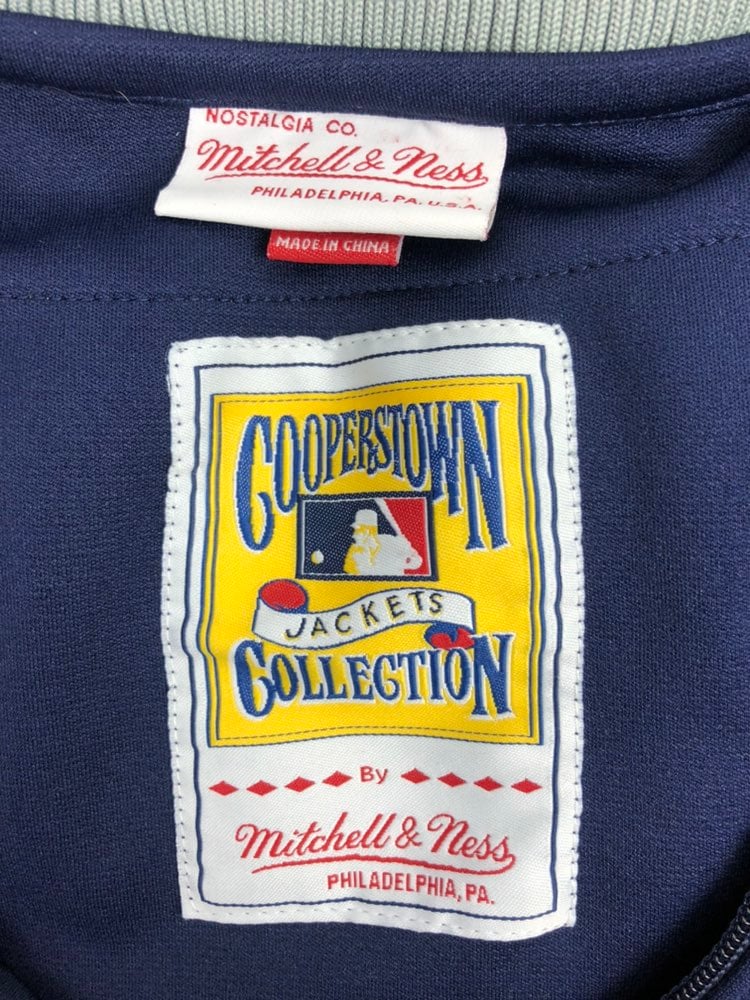 NOSTALGIA CO.
Mitchell & Ness
PHILADELPHIA, PA. U.S.A.
MADE IN CHINA
COOPERSTOWN
JACKETS
COLLECTION
By
Mitchell & Ness
PHILADELPHIA, PA.